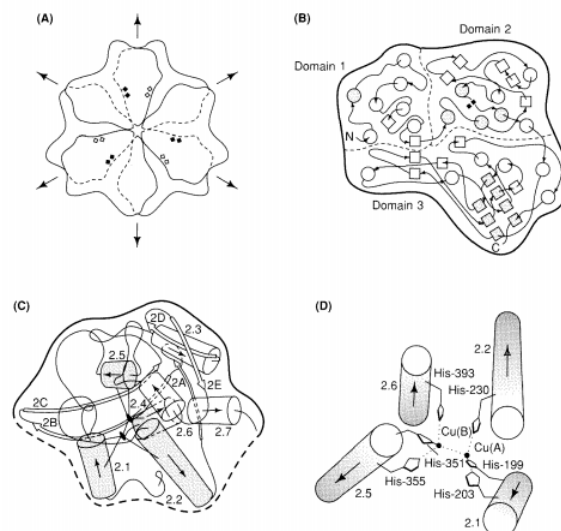 (A)
(B)
Domain 2
Domain 1
N
Domain 3
C
(C)
2D
2.3
2.5
2A
2E
2C
2.4
2B
2.6
2.7
2.1
2.2
(D)
2.2
His-393
2.6
His-230
Cu(B)
Cu(A)
His-351
His-199
His-355
2.5
His-203
2.1